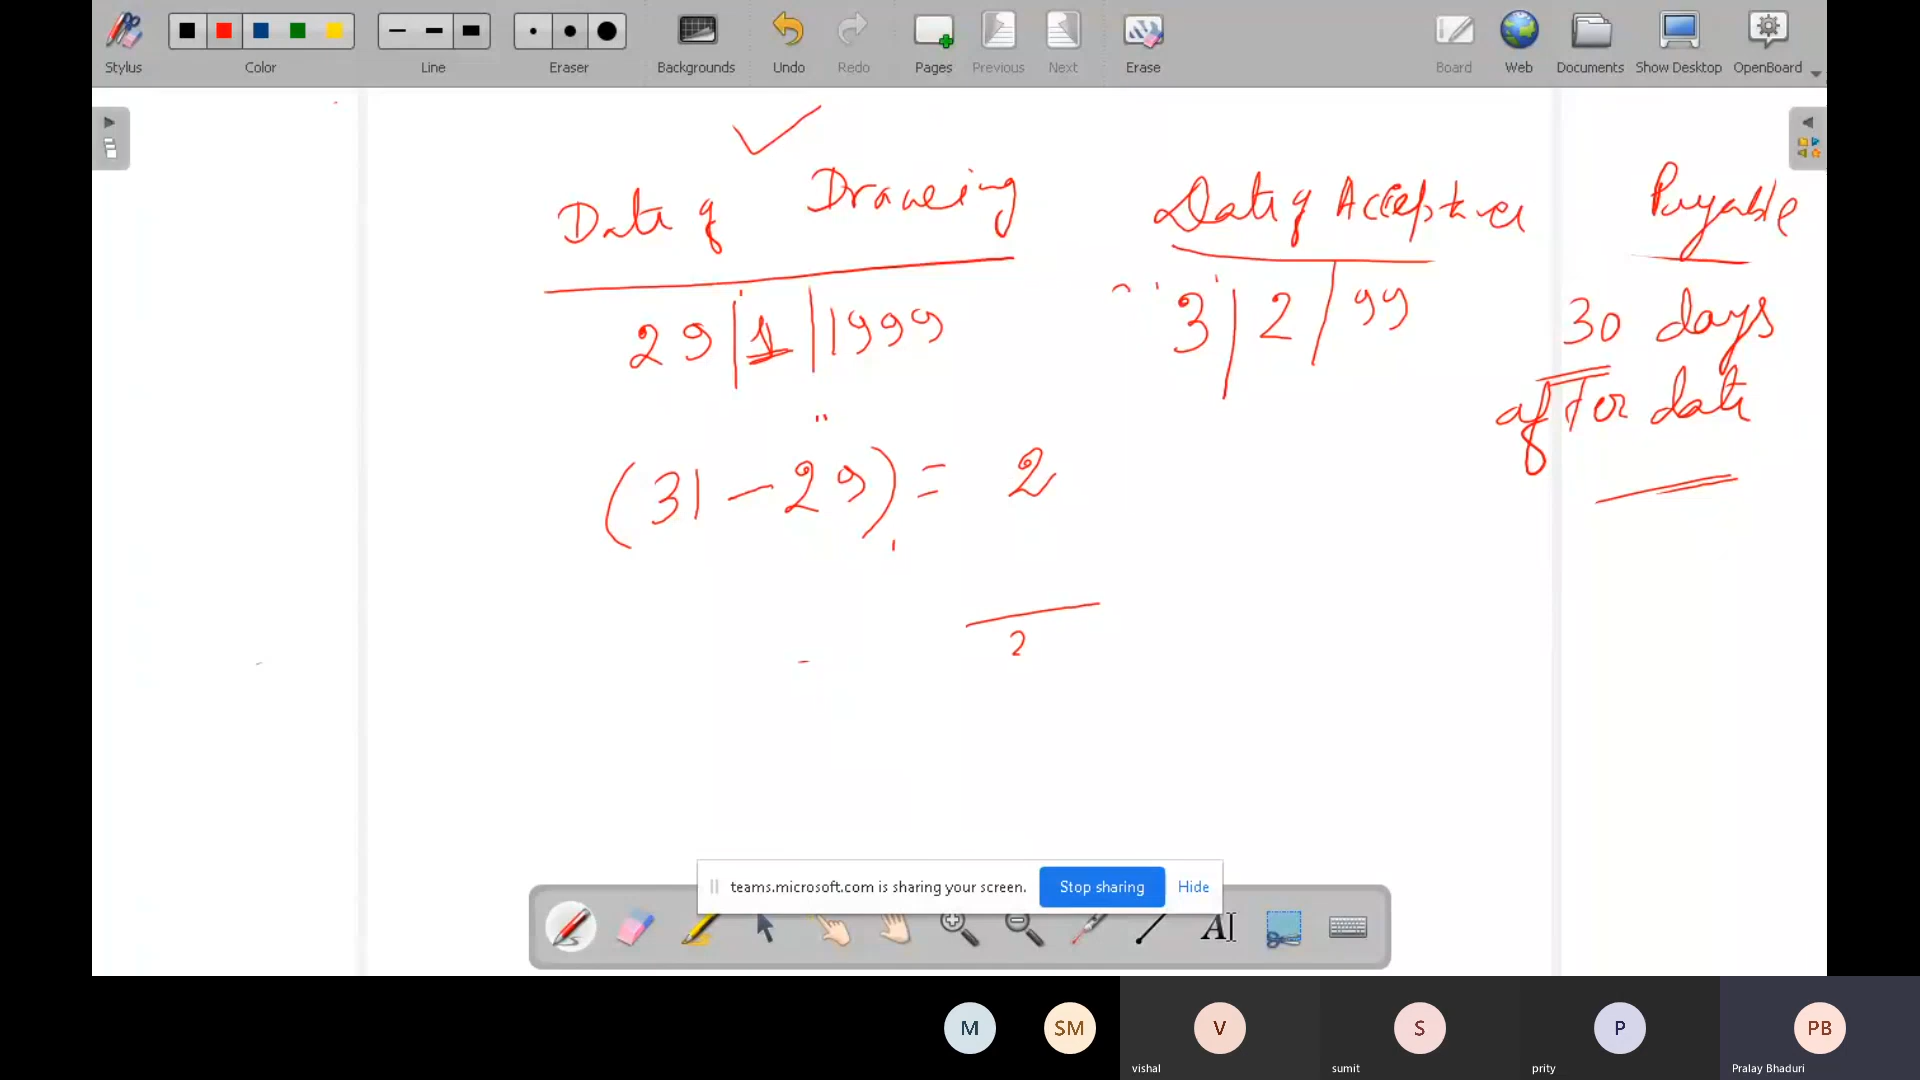 Stylus Color Line Eraser Backgrounds Undo Redo Pages Previous Next Erase Board Web Documents Show Desktop OpenBoard
Date of Drawing Date of Acceptance Payable
29|1|1999 3|2|99 30 days
after date
(31 - 29) = 2
2
teams.microsoft.com is sharing your screen. Stop sharing Hide
M SM V S P PB
vishal sumit prity Pralay Bhaduri